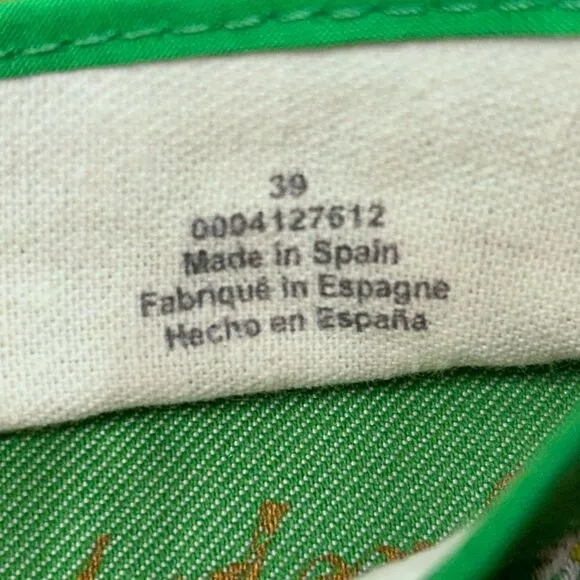 39
0004127612
Made in Spain
Fabriqué in Espagne
Hecho en España